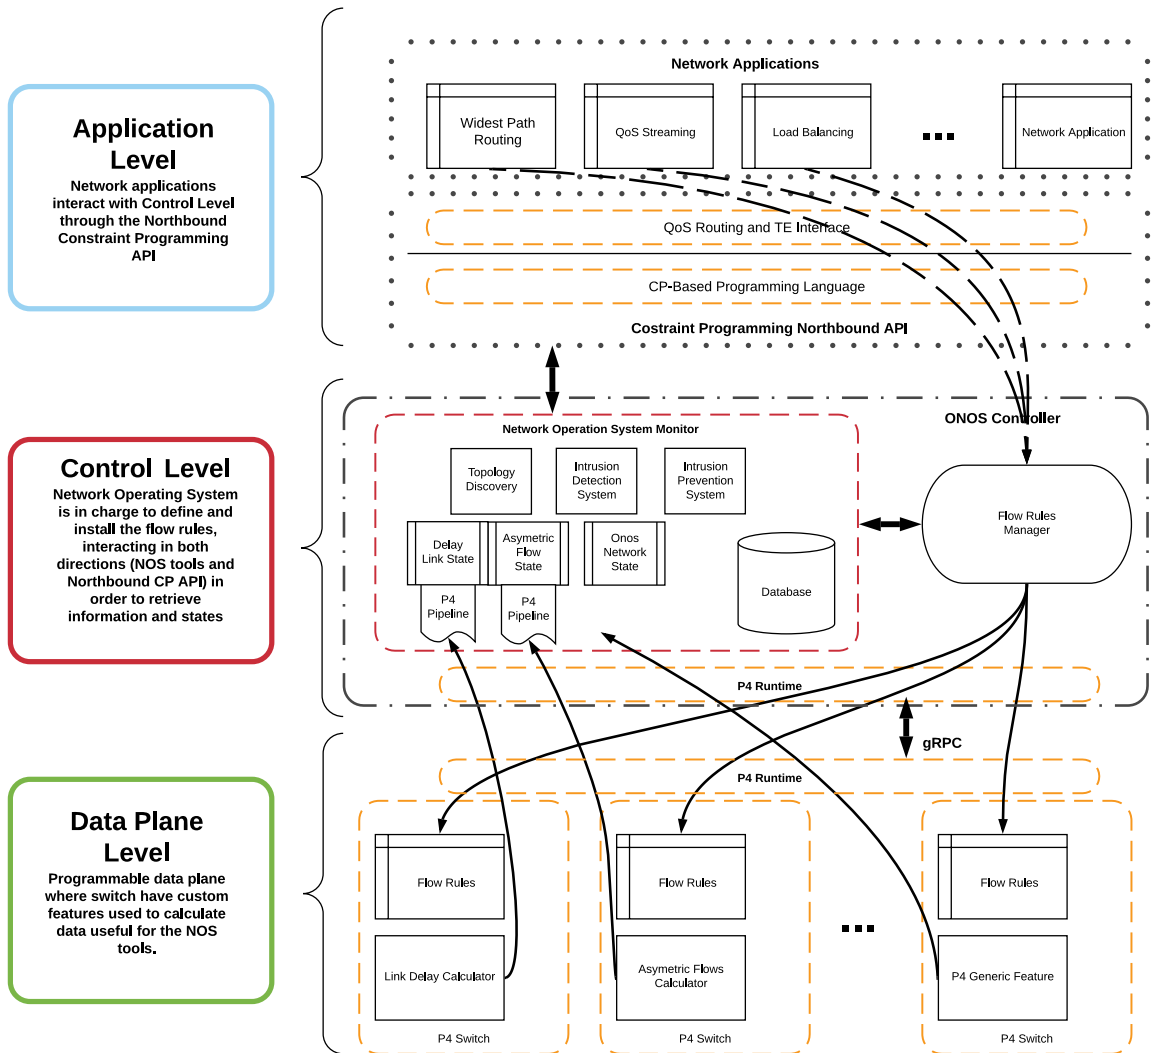 Application
Level
Network applications
interact with Control Level
through the Northbound
Constraint Programming
API
Network Applications
Widest Path
Routing
QoS Streaming
Load Balancing
Network Application
QoS Routing and TE Interface
CP-Based Programming Language
Costraint Programming Northbound API
Control Level
Network Operating System
is in charge to define and
install the flow rules,
interacting in both
directions (NOS tools and
Northbound CP API) in
order to retrieve
information and states
ONOS Controller
Network Operation System Monitor
Topology
Discovery
Intrusion
Detection
System
Intrusion
Prevention
System
Delay
Link State
Asymetric
Flow
State
Onos
Network
State
P4
Pipeline
P4
Pipeline
Database
Flow Rules
Manager
P4 Runtime
gRPC
P4 Runtime
Data Plane
Level
Programmable data plane
where switch have custom
features used to calculate
data useful for the NOS
tools.
Flow Rules
Link Delay Calculator
P4 Switch
Flow Rules
Asymetric Flows
Calculator
P4 Switch
Flow Rules
P4 Generic Feature
P4 Switch